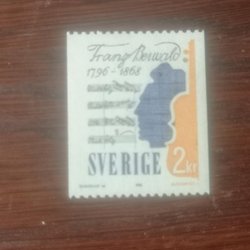 Franz Berwald
1796-1868
SVERIGE
2kr